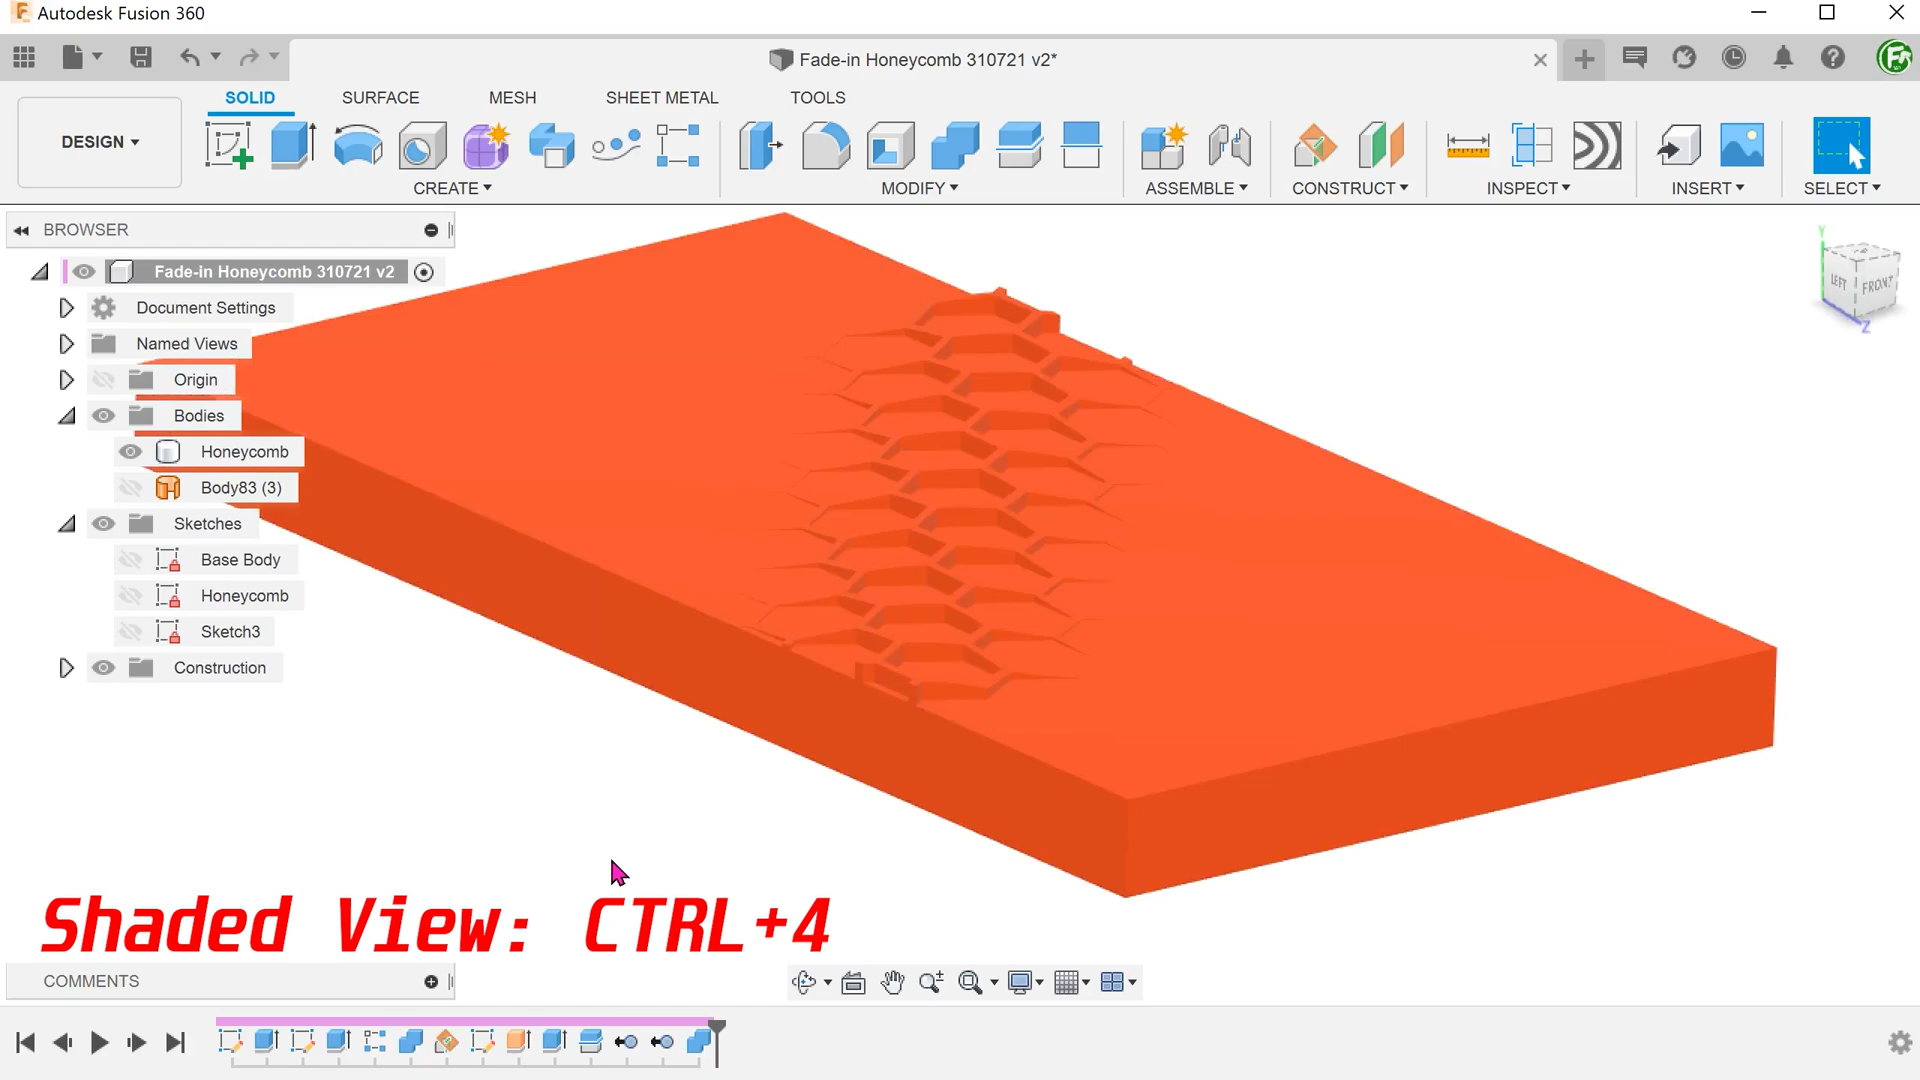 Autodesk Fusion 360
Fade-in Honeycomb 310721 v2*
SOLID SURFACE MESH SHEET METAL TOOLS
DESIGN
CREATE MODIFY ASSEMBLE CONSTRUCT INSPECT INSERT SELECT
BROWSER
Fade-in Honeycomb 310721 v2
Document Settings
Named Views
Origin
Bodies
Honeycomb
Body83 (3)
Sketches
Base Body
Honeycomb
Sketch3
Construction
Y
LEFT FRONT
Z
Shaded View: CTRL+4
COMMENTS